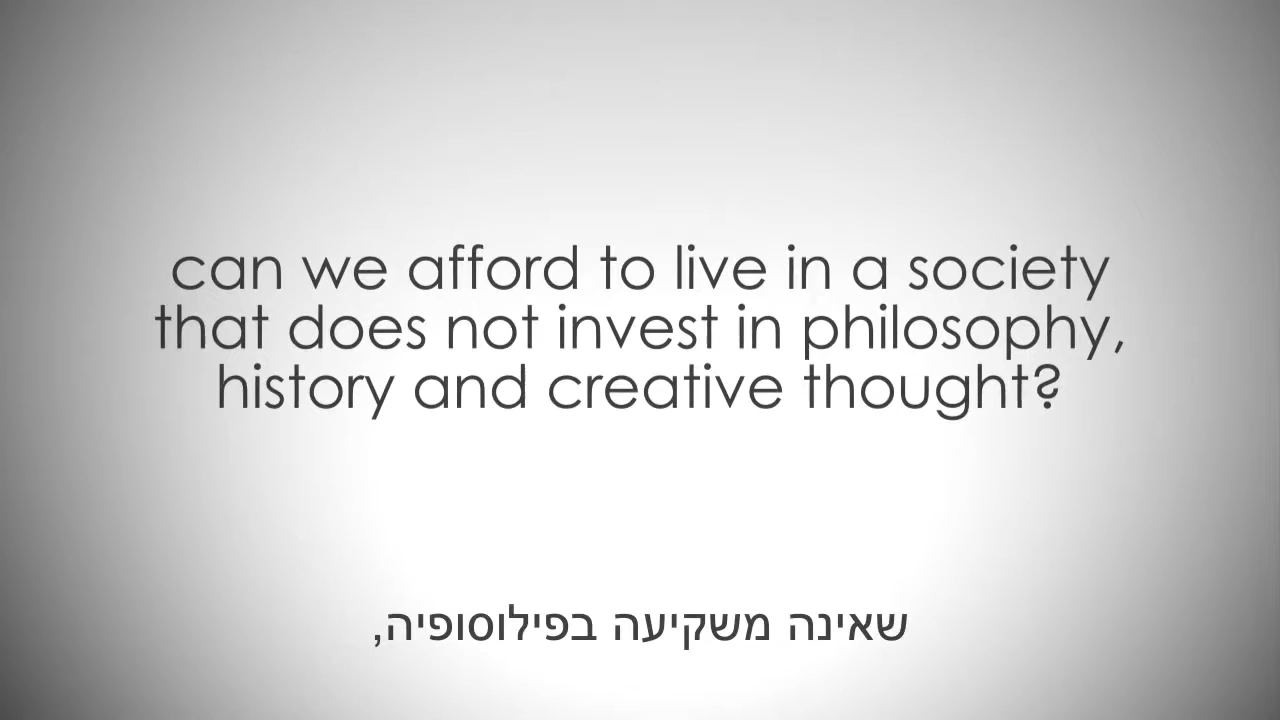 can we afford to live in a society
that does not invest in philosophy,
history and creative thought?
שאינה משקיעה בפילוסופיה,